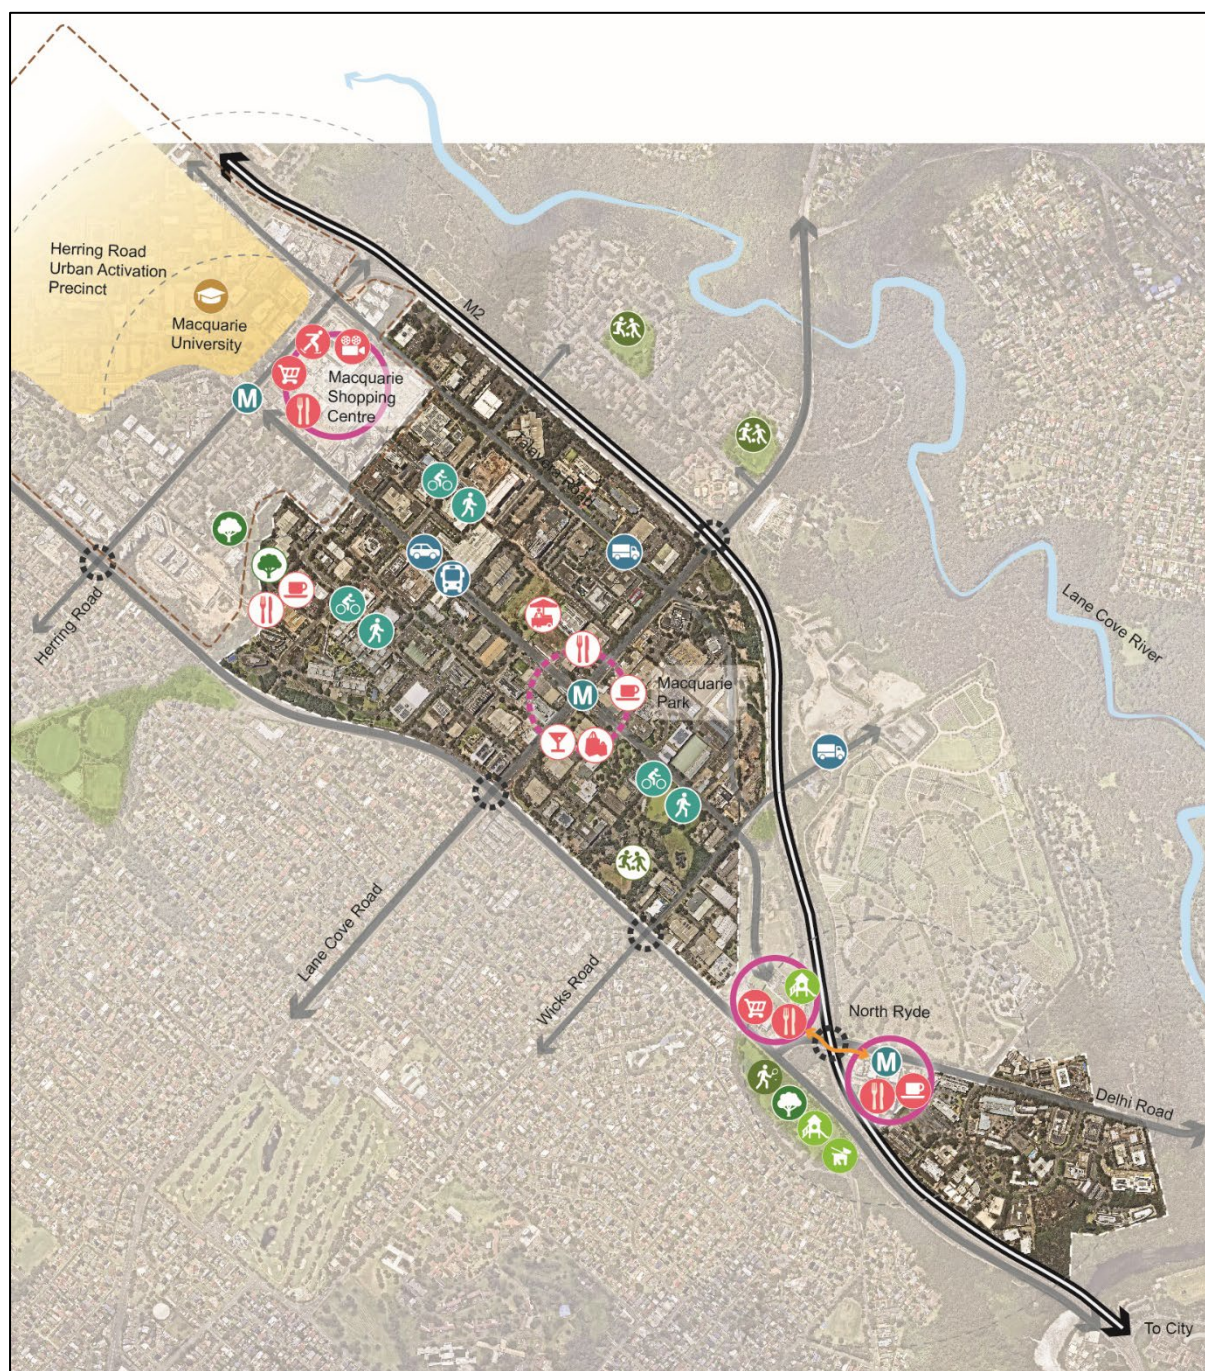 Herring Road
Urban Activation
Precinct
Macquarie
University
M2
M
Macquarie
Shopping
Centre
Herring Road
Lane Cove River
M
Macquarie
Park
Lane Cove Road
Wicks Road
North Ryde
M
Delhi Road
To City